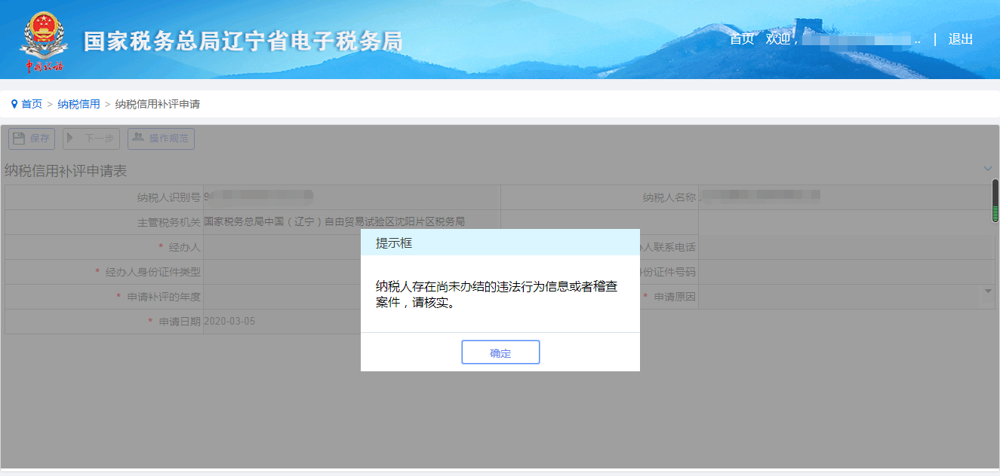 国家税务总局辽宁省电子税务局
首页 欢迎, .. | 退出
中国税务
首页 > 纳税信用 > 纳税信用补评申请
保存 下一步 操作规范
纳税信用补评申请表
纳税人识别号 9 纳税人名称
主管税务机关 国家税务总局中国（辽宁）自由贸易试验区沈阳片区税务局
* 经办人 人联系电话
* 经办人身份证件类型 份证件号码
* 申请补评的年度 * 申请原因
* 申请日期 2020-03-05
提示框
纳税人存在尚未办结的违法行为信息或者稽查
案件，请核实。
确定